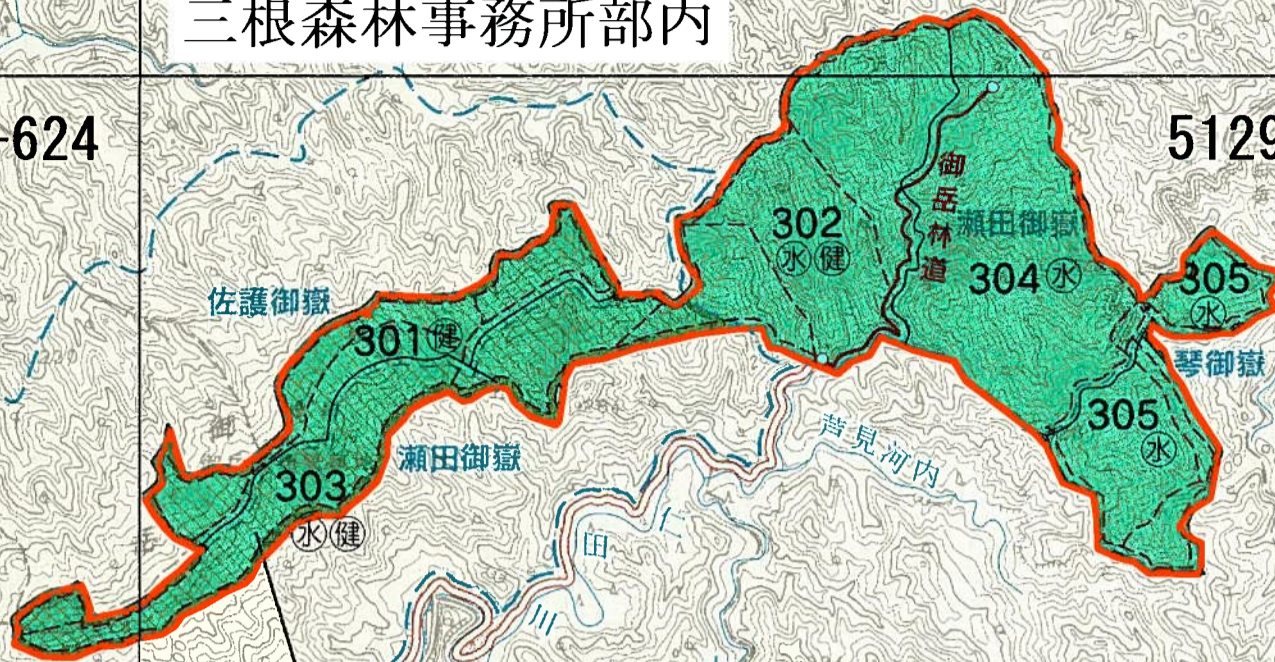 三根森林事務所部内
-624
5129
御岳林道
302
水 健
瀬田御嶽
304 水
305
水
佐護御嶽
301 健
琴御嶽
305
水
瀬田御嶽
芦見河内
303
水 健
仁
田
川